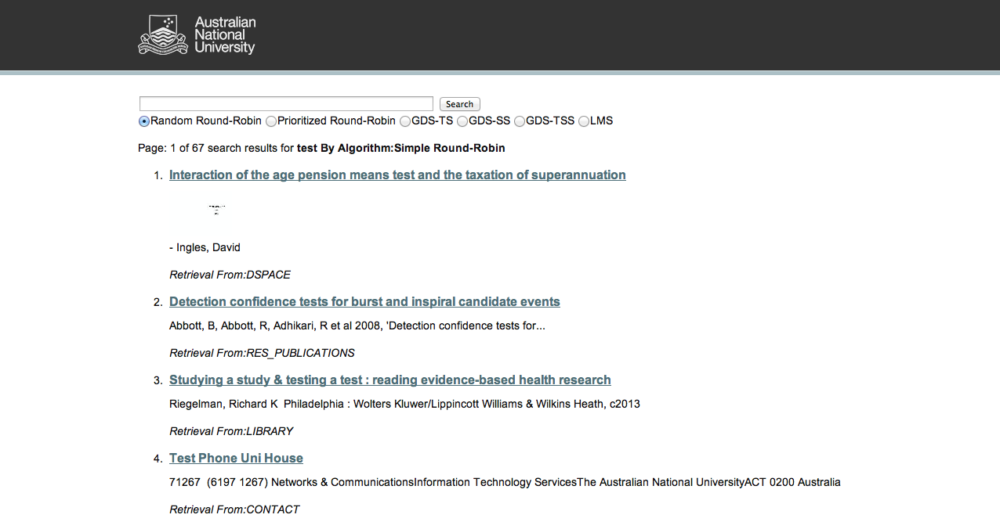 Australian
National
University
Search
Random Round-Robin Prioritized Round-Robin GDS-TS GDS-SS GDS-TSS LMS
Page: 1 of 67 search results for test By Algorithm:Simple Round-Robin
1. Interaction of the age pension means test and the taxation of superannuation
- Ingles, David
Retrieval From:DSPACE
2. Detection confidence tests for burst and inspiral candidate events
Abbott, B, Abbott, R, Adhikari, R et al 2008, 'Detection confidence tests for...
Retrieval From:RES_PUBLICATIONS
3. Studying a study & testing a test : reading evidence-based health research
Riegelman, Richard K  Philadelphia : Wolters Kluwer/Lippincott Williams & Wilkins Heath, c2013
Retrieval From:LIBRARY
4. Test Phone Uni House
71267  (6197 1267) Networks & CommunicationsInformation Technology ServicesThe Australian National UniversityACT 0200 Australia
Retrieval From:CONTACT